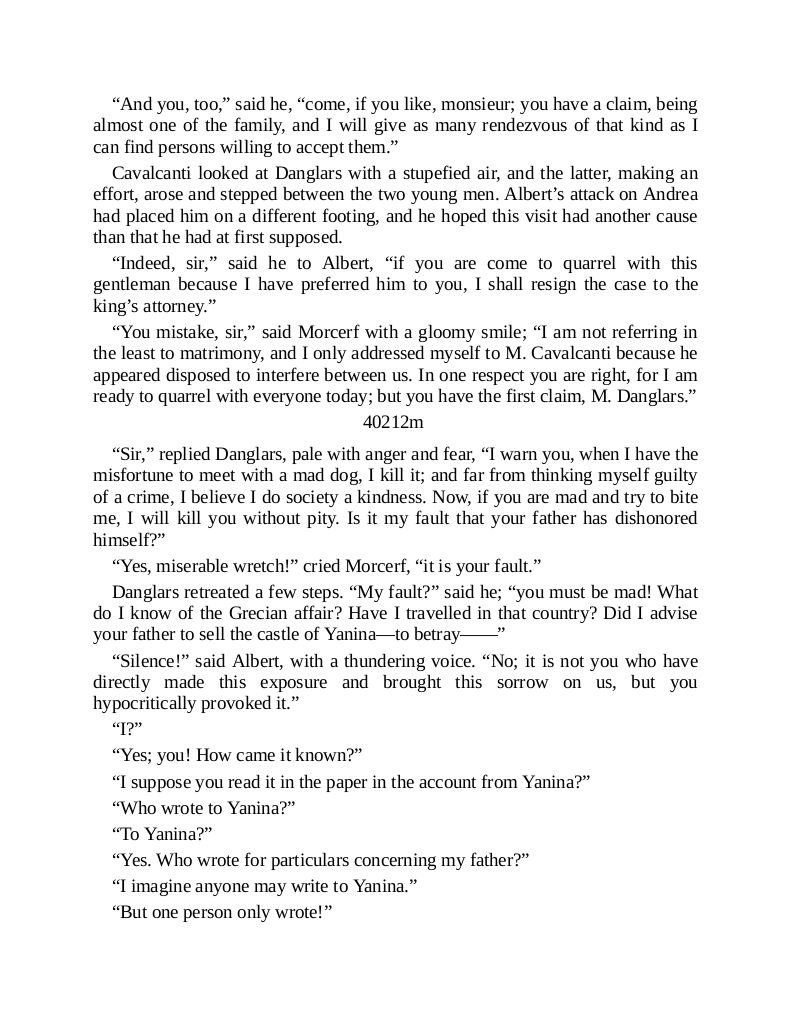 “And you, too,” said he, “come, if you like, monsieur; you have a claim, being
almost one of the family, and I will give as many rendezvous of that kind as I
can find persons willing to accept them.”
Cavalcanti looked at Danglars with a stupefied air, and the latter, making an
effort, arose and stepped between the two young men. Albert’s attack on Andrea
had placed him on a different footing, and he hoped this visit had another cause
than that he had at first supposed.
“Indeed, sir,” said he to Albert, “if you are come to quarrel with this
gentleman because I have preferred him to you, I shall resign the case to the
king’s attorney.”
“You mistake, sir,” said Morcerf with a gloomy smile; “I am not referring in
the least to matrimony, and I only addressed myself to M. Cavalcanti because he
appeared disposed to interfere between us. In one respect you are right, for I am
ready to quarrel with everyone today; but you have the first claim, M. Danglars.”
40212m
“Sir,” replied Danglars, pale with anger and fear, “I warn you, when I have the
misfortune to meet with a mad dog, I kill it; and far from thinking myself guilty
of a crime, I believe I do society a kindness. Now, if you are mad and try to bite
me, I will kill you without pity. Is it my fault that your father has dishonored
himself?”
“Yes, miserable wretch!” cried Morcerf, “it is your fault.”
Danglars retreated a few steps. “My fault?” said he; “you must be mad! What
do I know of the Grecian affair? Have I travelled in that country? Did I advise
your father to sell the castle of Yanina—to betray——”
“Silence!” said Albert, with a thundering voice. “No; it is not you who have
directly made this exposure and brought this sorrow on us, but you
hypocritically provoked it.”
“I?”
“Yes; you! How came it known?”
“I suppose you read it in the paper in the account from Yanina?”
“Who wrote to Yanina?”
“To Yanina?”
“Yes. Who wrote for particulars concerning my father?”
“I imagine anyone may write to Yanina.”
“But one person only wrote!”